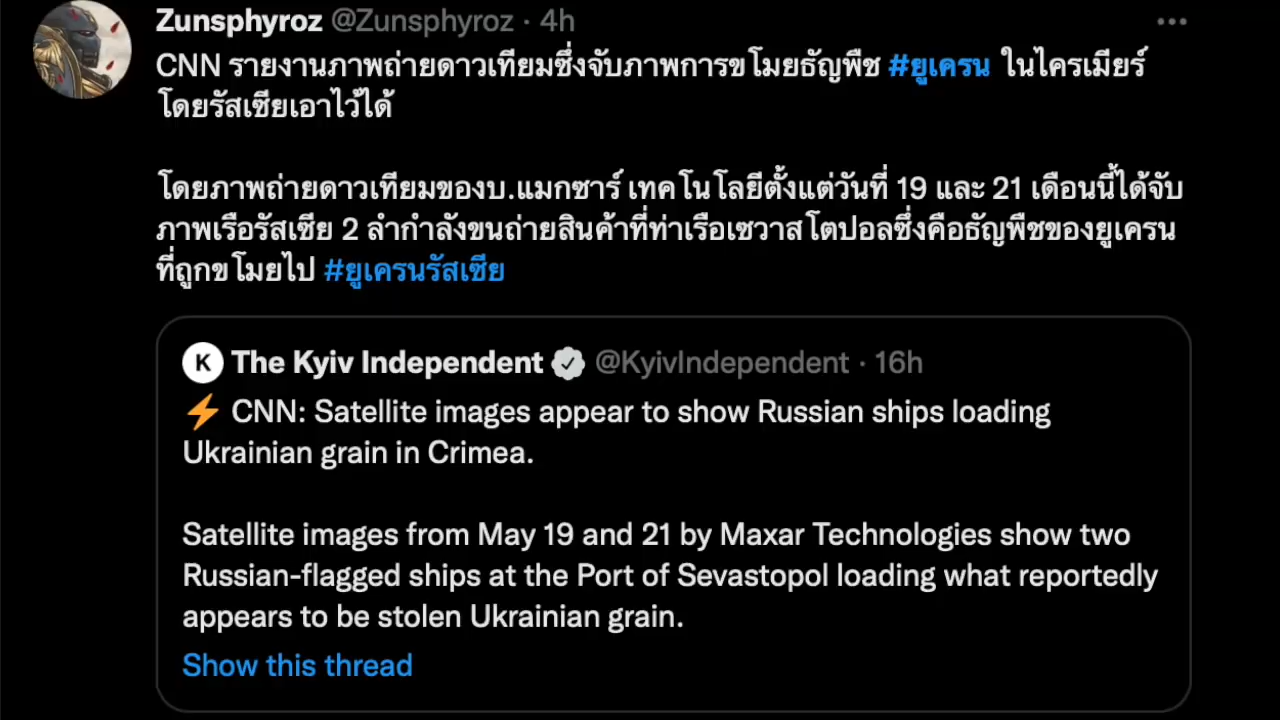 Zunsphyroz @Zunsphyroz · 4h
CNN รายงานภาพถ่ายดาวเทียมซึ่งจับภาพการขโมยธัญพืช #ยูเครน ในไครเมียร์
โดยรัสเซียเอาไว้ได้
โดยภาพถ่ายดาวเทียมของบ.แมกซาร์ เทคโนโลยีตั้งแต่วันที่ 19 และ 21 เดือนนี้ได้จับ
ภาพเรือรัสเซีย 2 ลำกำลังขนถ่ายสินค้าที่ท่าเรือเซวาสโตปอลซึ่งคือธัญพืชของยูเครน
ที่ถูกขโมยไป #ยูเครนรัสเซีย
K The Kyiv Independent @KyivIndependent · 16h
⚡ CNN: Satellite images appear to show Russian ships loading
Ukrainian grain in Crimea.
Satellite images from May 19 and 21 by Maxar Technologies show two
Russian-flagged ships at the Port of Sevastopol loading what reportedly
appears to be stolen Ukrainian grain.
Show this thread